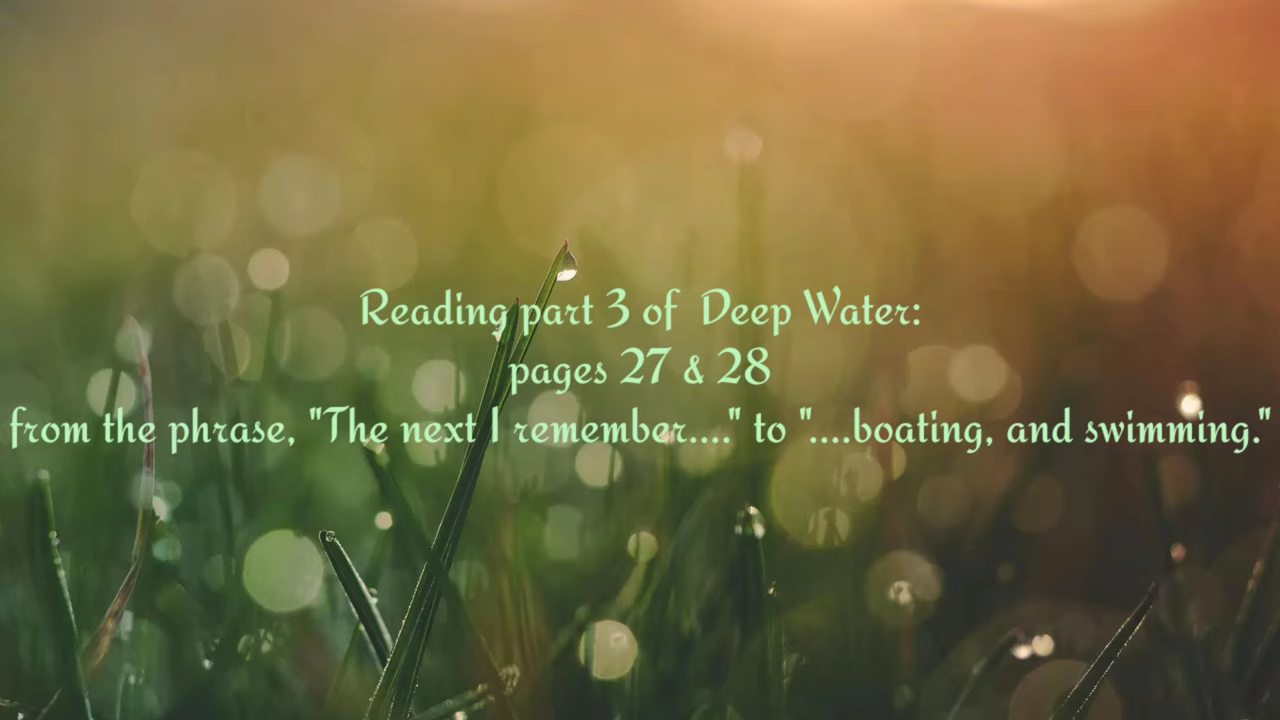 Reading part 3 of Deep Water:
pages 27 & 28
from the phrase, "The next I remember...." to "....boating, and swimming."